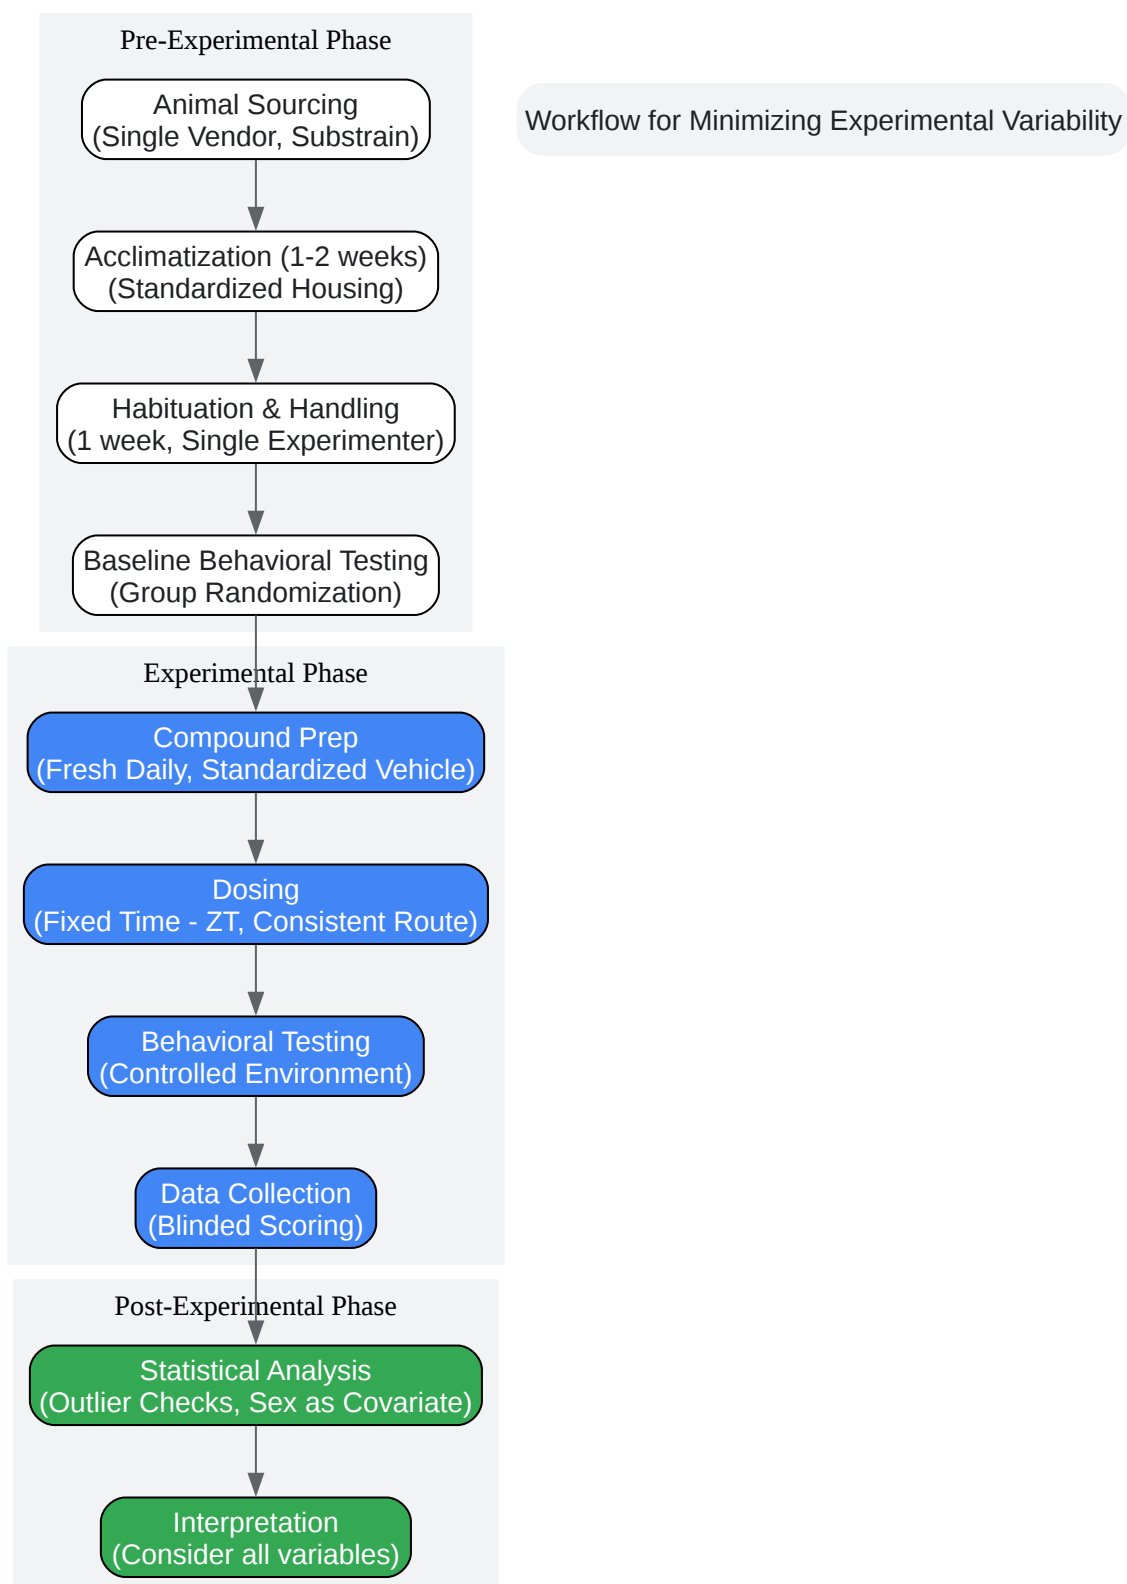 Pre-Experimental Phase
Animal Sourcing
(Single Vendor, Substrain)
Workflow for Minimizing Experimental Variability
Acclimatization (1-2 weeks)
(Standardized Housing)
Habituation & Handling
(1 week, Single Experimenter)
Baseline Behavioral Testing
(Group Randomization)
Experimental Phase
Compound Prep
(Fresh Daily, Standardized Vehicle)
Dosing
(Fixed Time - ZT, Consistent Route)
Behavioral Testing
(Controlled Environment)
Data Collection
(Blinded Scoring)
Post-Experimental Phase
Statistical Analysis
(Outlier Checks, Sex as Covariate)
Interpretation
(Consider all variables)